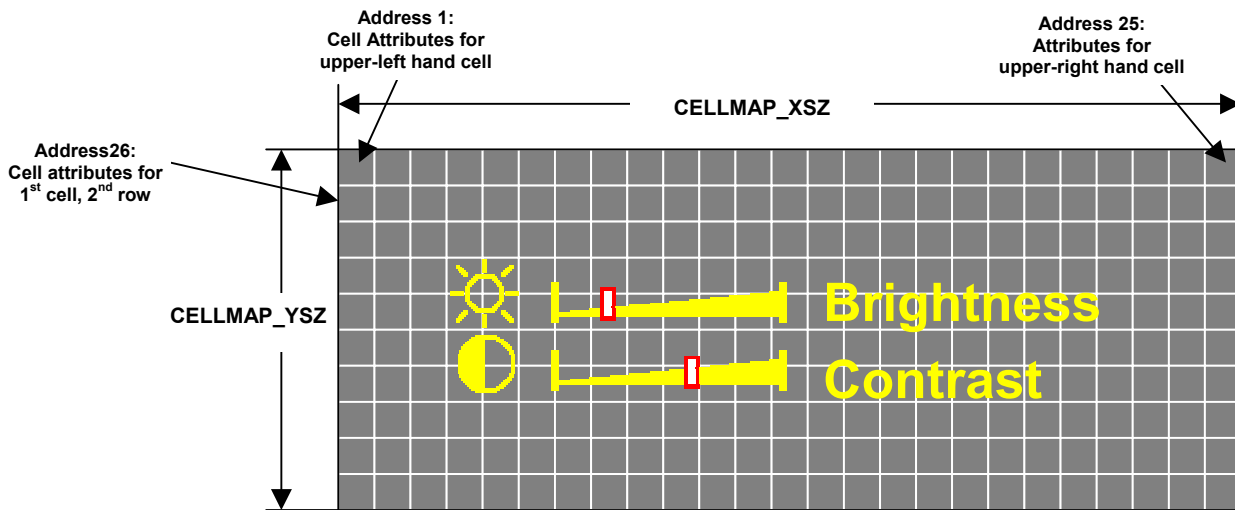 Address 1:
Cell Attributes for
upper-left hand cell
Address 25:
Attributes for
upper-right hand cell
CELLMAP_XSZ
Address26:
Cell attributes for
1st cell, 2nd row
CELLMAP_YSZ
Brightness
Contrast